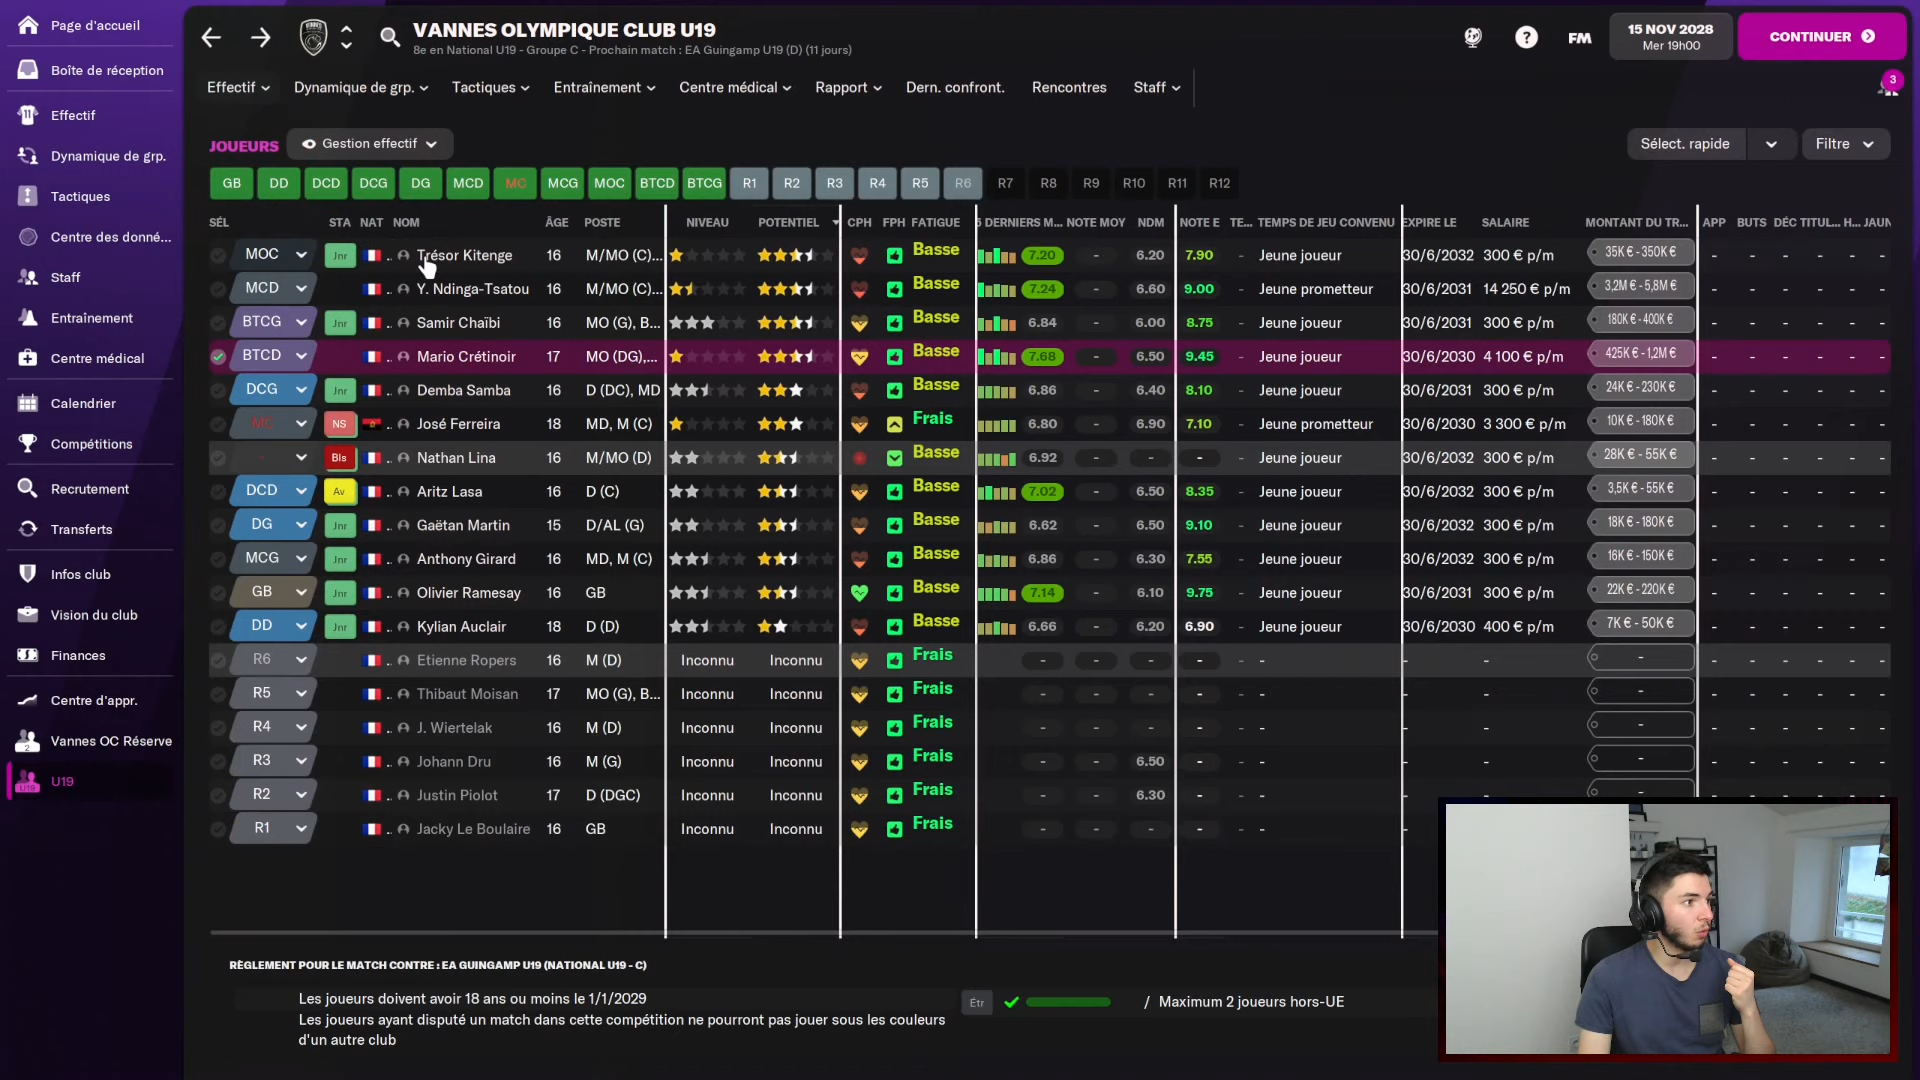 Page d'accueil
Boîte de réception
Effectif
Dynamique de grp.
Tactiques
Centre des donné...
Staff
Entraînement
Centre médical
Calendrier
Compétitions
Recrutement
Transferts
Infos club
Vision du club
Finances
Centre d'appr.
Vannes OC Réserve
U19
VANNES OLYMPIQUE CLUB U19
8e en National U19 - Groupe C - Prochain match : EA Guingamp U19 (D) (11 jours)
FM
15 NOV 2028
Mer 19h00
CONTINUER
3
Effectif Dynamique de grp. Tactiques Entraînement Centre médical Rapport Dern. confront. Rencontres Staff
JOUEURS Gestion effectif Sélect. rapide Filtre
GB DD DCD DCG DG MCD MC MCG MOC BTCD BTCG R1 R2 R3 R4 R5 R6 R7 R8 R9 R10 R11 R12
SÉL STA NAT NOM ÂGE POSTE NIVEAU POTENTIEL CPH FPH FATIGUE 5 DERNIERS M... NOTE MOY NDM NOTE E TE... TEMPS DE JEU CONVENU EXPIRE LE SALAIRE MONTANT DU TR... APP BUTS DÉC TITUL... H... JAUN
MOC Jnr Trésor Kitenge 16 M/MO (C)... Basse 7.20 - 6.20 7.90 - Jeune joueur 30/6/2032 300 € p/m 35K € - 350K € - - - - - -
MCD Y. Ndinga-Tsatou 16 M/MO (C)... Basse 7.24 - 6.60 9.00 - Jeune prometteur 30/6/2031 14 250 € p/m 3,2M € - 5,8M € - - - - - -
BTCG Jnr Samir Chaïbi 16 MO (G), B... Basse 6.84 - 6.00 8.75 - Jeune joueur 30/6/2031 300 € p/m 180K € - 400K € - - - - - -
BTCD Mario Crétinoir 17 MO (DG),... Basse 7.68 - 6.50 9.45 - Jeune joueur 30/6/2030 4 100 € p/m 425K € - 1,2M € - - - - - -
DCG Jnr Demba Samba 16 D (DC), MD Basse 6.86 - 6.40 8.10 - Jeune joueur 30/6/2031 300 € p/m 24K € - 230K € - - - - - -
MC NS José Ferreira 18 MD, M (C) Frais 6.80 - 6.90 7.10 - Jeune prometteur 30/6/2030 3 300 € p/m 10K € - 180K € - - - - - -
- Bls Nathan Lina 16 M/MO (D) Basse 6.92 - - - - Jeune joueur 30/6/2032 300 € p/m 28K € - 55K € - - - - - -
DCD Av Aritz Lasa 16 D (C) Basse 7.02 - 6.50 8.35 - Jeune joueur 30/6/2032 300 € p/m 3,5K € - 55K € - - - - - -
DG Jnr Gaëtan Martin 15 D/AL (G) Basse 6.62 - 6.50 9.10 - Jeune joueur 30/6/2032 300 € p/m 18K € - 180K € - - - - - -
MCG Jnr Anthony Girard 16 MD, M (C) Basse 6.86 - 6.30 7.55 - Jeune joueur 30/6/2032 300 € p/m 16K € - 150K € - - - - - -
GB Jnr Olivier Ramesay 16 GB Basse 7.14 - 6.10 9.75 - Jeune joueur 30/6/2031 300 € p/m 22K € - 220K € - - - - - -
DD Jnr Kylian Auclair 18 D (D) Basse 6.66 - 6.20 6.90 - Jeune joueur 30/6/2030 400 € p/m 7K € - 50K € - - - - - -
R6 Etienne Ropers 16 M (D) Inconnu Inconnu Frais - - - - - - - - - - - - - - -
R5 Thibaut Moisan 17 MO (G), B... Inconnu Inconnu Frais - - - - - - - - - - - - - - -
R4 J. Wiertelak 16 M (D) Inconnu Inconnu Frais - - - - - - - - - - - - - - -
R3 Johann Dru 16 M (G) Inconnu Inconnu Frais - - 6.50 - - - - - - - - - - - -
R2 Justin Piolot 17 D (DGC) Inconnu Inconnu Frais - - 6.30 - - - - - - - - - - - -
R1 Jacky Le Boulaire 16 GB Inconnu Inconnu Frais - - - - - - -
RÈGLEMENT POUR LE MATCH CONTRE : EA GUINGAMP U19 (NATIONAL U19 - C)
Les joueurs doivent avoir 18 ans ou moins le 1/1/2029
Les joueurs ayant disputé un match dans cette compétition ne pourront pas jouer sous les couleurs
d'un autre club
Étr / Maximum 2 joueurs hors-UE